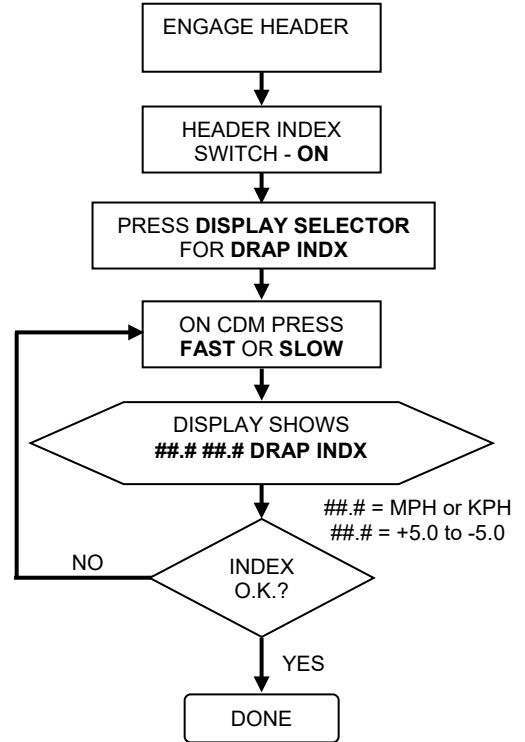 ENGAGE HEADER
HEADER INDEX
SWITCH - ON
PRESS DISPLAY SELECTOR
FOR DRAP INDX
ON CDM PRESS
FAST OR SLOW
DISPLAY SHOWS
##.# ##.# DRAP INDX
##.# = MPH or KPH
##.# = +5.0 to -5.0
NO
INDEX
O.K.?
YES
DONE